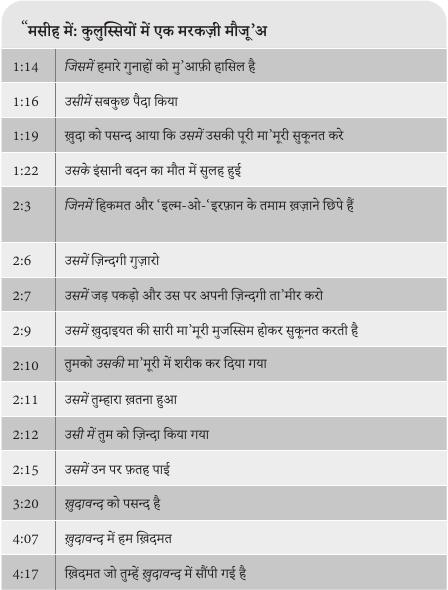 “मसीह में: कुलुस्सियों में एक मरकज़ी मौजू’अ
1:14 जिसमें हमारे गुनाहों को मु’आफ़ी हासिल है
1:16 उसीमें सबकुछ पैदा किया
1:19 ख़ुदा को पसन्द आया कि उसमें उसकी पूरी मा’मूरी सुकूनत करे
1:22 उसके इंसानी बदन का मौत में सुलह हुई
2:3 जिनमें हिकमत और ‘इल्म-ओ-‘इरफ़ान के तमाम ख़ज़ाने छिपे हैं
2:6 उसमें ज़िन्दगी गुज़ारो
2:7 उसमें जड़ पकड़ो और उस पर अपनी ज़िन्दगी ता’मीर करो
2:9 उसमें ख़ुदाइयत की सारी मा’मूरी मुजस्सिम होकर सुकूनत करती है
2:10 तुमको उसकी मा’मूरी में शरीक कर दिया गया
2:11 उसमें तुम्हारा ख़तना हुआ
2:12 उसी में तुम को ज़िन्दा किया गया
2:15 उसमें उन पर फ़तह पाई
3:20 ख़ुदावन्द को पसन्द है
4:07 ख़ुदावन्द में हम ख़िदमत
4:17 ख़िदमत जो तुम्हें ख़ुदावन्द में सौंपी गई है